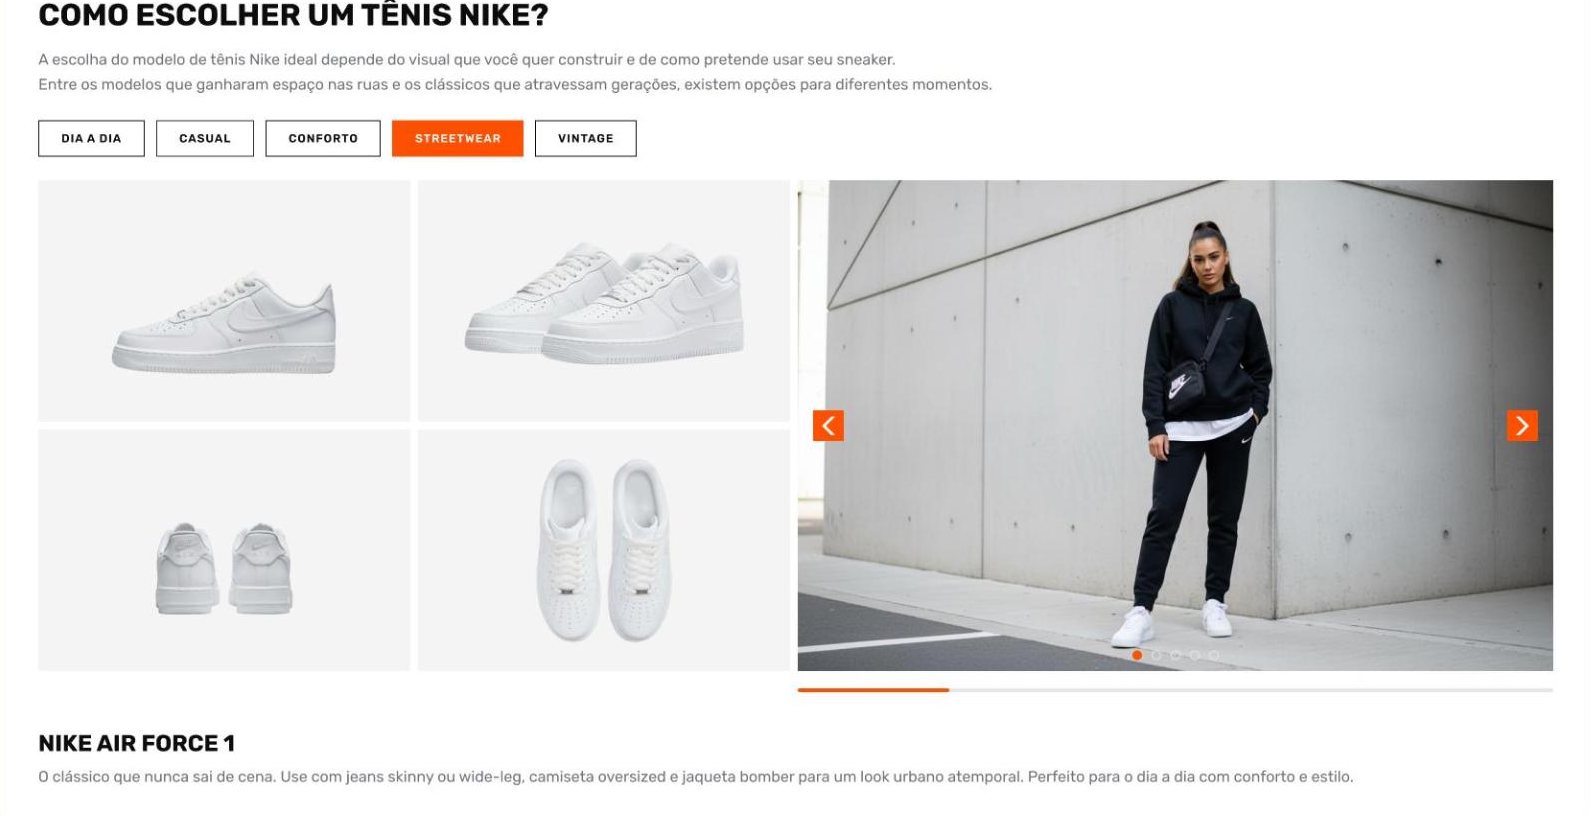 COMO ESCOLHER UM TÊNIS NIKE?
A escolha do modelo de tênis Nike ideal depende do visual que você quer construir e de como pretende usar seu sneaker.
Entre os modelos que ganharam espaço nas ruas e os clássicos que atravessam gerações, existem opções para diferentes momentos.
DIA A DIA CASUAL CONFORTO STREETWEAR VINTAGE
NIKE
NIKE AIR FORCE 1
O clássico que nunca sai de cena. Use com jeans skinny ou wide-leg, camiseta oversized e jaqueta bomber para um look urbano atemporal. Perfeito para o dia a dia com conforto e estilo.